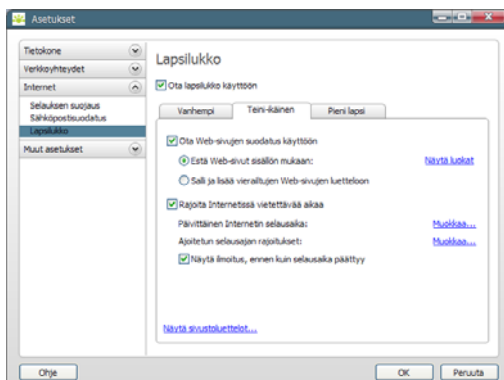 Asetukset
Tietokone
Verkkoyhteydet
Internet
Selauksen suojaus
Sähköpostisuodatus
Lapsilukko
Muut asetukset
Lapsilukko
Ota lapsilukko käyttöön
Vanhempi Teini-ikäinen Pieni lapsi
Ota Web-sivujen suodatus käyttöön
Estä Web-sivut sisällön mukaan: Näytä luokat
Salli ja lisää vierailtujen Web-sivujen luetteloon
Rajoita Internetissä vietettävää aikaa
Päivittäinen Internetin selausaika: Muokkaa...
Ajoitetun selausajan rajoitukset: Muokkaa...
Näytä ilmoitus, ennen kuin selausaika päättyy
Näytä sivustoluettelot...
Ohje OK Peruuta